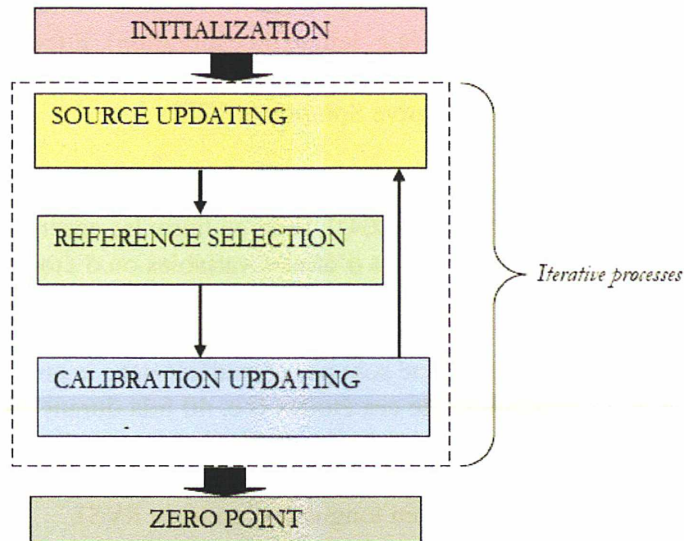 INITIALIZATION
SOURCE UPDATING
REFERENCE SELECTION
Iterative processes
CALIBRATION UPDATING
ZERO POINT